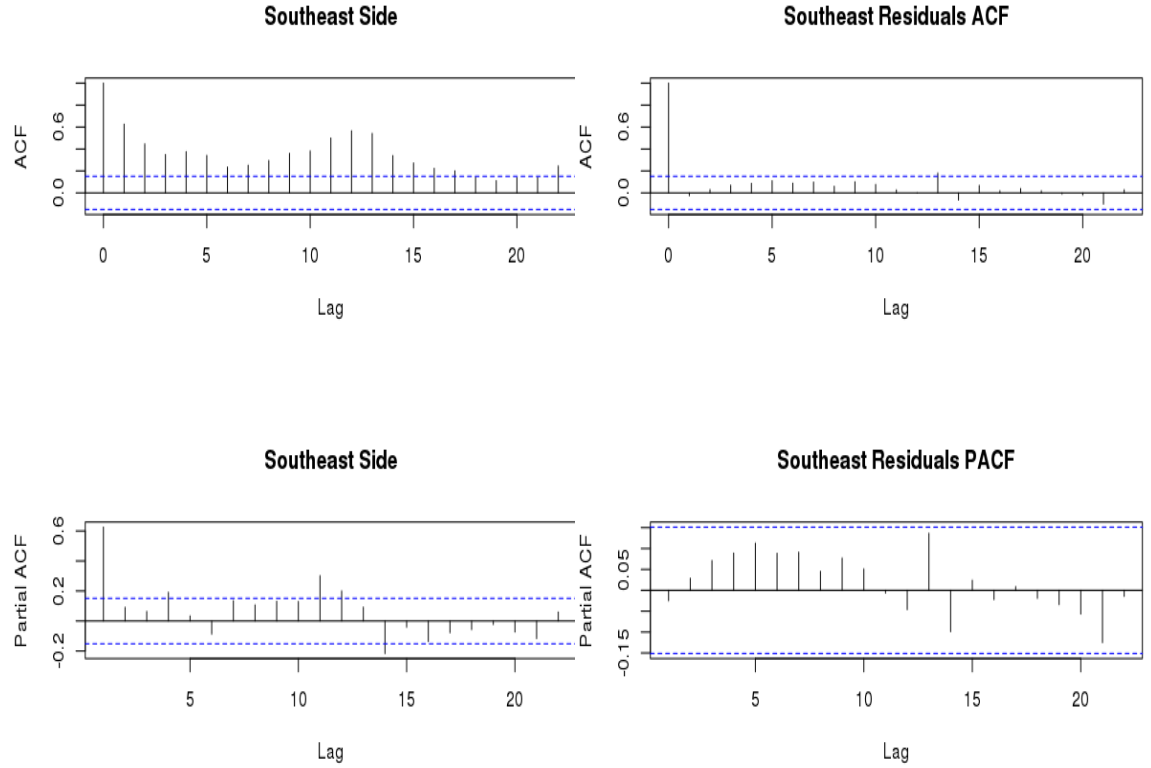 Southeast Side
ACF
0.0 0.6
0 5 10 15 20
Lag
Southeast Residuals ACF
ACF
0.0 0.6
0 5 10 15 20
Lag
Southeast Side
Partial ACF
-0.2 0.2 0.6
5 10 15 20
Lag
Southeast Residuals PACF
Partial ACF
-0.15 0.05
5 10 15 20
Lag